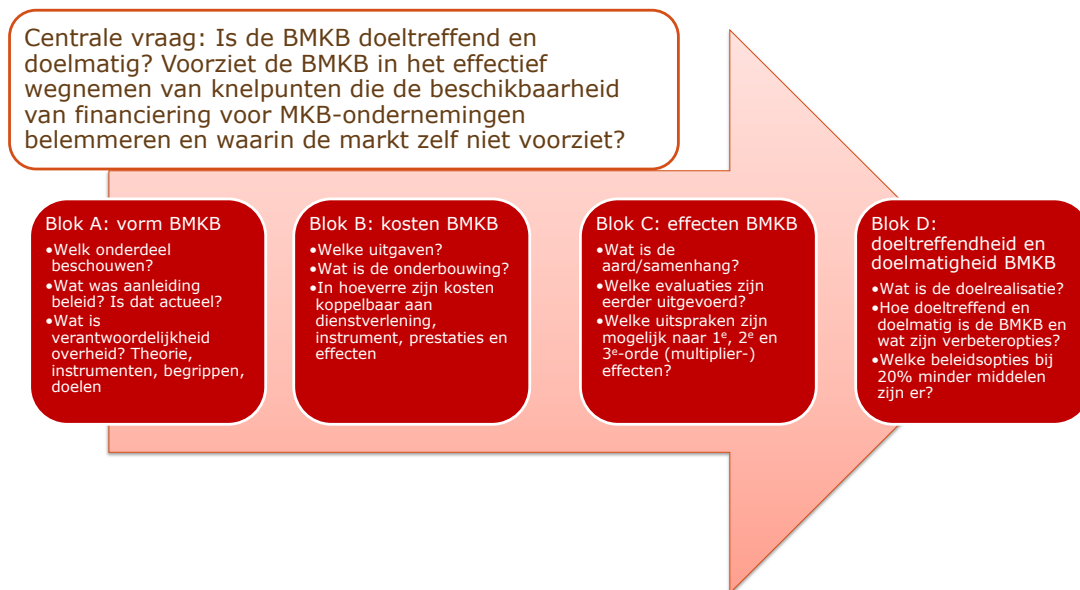 Centrale vraag: Is de BMKB doeltreffend en
doelmatig? Voorziet de BMKB in het effectief
wegnemen van knelpunten die de beschikbaarheid
van financiering voor MKB-ondernemingen
belemmeren en waarin de markt zelf niet voorziet?
Blok A: vorm BMKB
•Welk onderdeel
beschouwen?
•Wat was aanleiding
beleid? Is dat actueel?
•Wat is
verantwoordelijkheid
overheid? Theorie,
instrumenten, begrippen,
doelen
Blok B: kosten BMKB
•Welke uitgaven?
•Wat is de onderbouwing?
•In hoeverre zijn kosten
koppelbaar aan
dienstverlening,
instrument, prestaties en
effecten
Blok C: effecten BMKB
•Wat is de
aard/samenhang?
•Welke evaluaties zijn
eerder uitgevoerd?
•Welke uitspraken zijn
mogelijk naar 1ᵉ, 2ᵉ en
3ᵉ-orde (multiplier-)
effecten?
Blok D:
doeltreffendheid en
doelmatigheid BMKB
•Wat is de doelrealisatie?
•Hoe doeltreffend en
doelmatig is de BMKB en
wat zijn verbeteropties?
•Welke beleidsopties bij
20% minder middelen
zijn er?